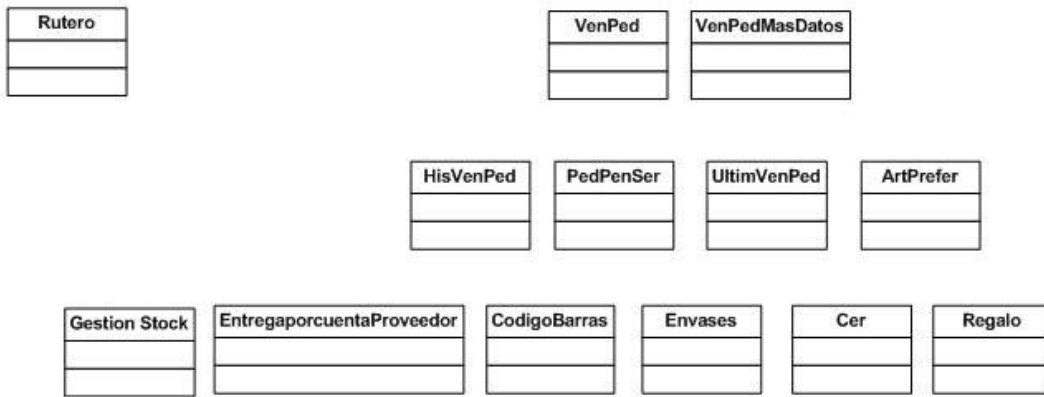 Rutero
VenPed
VenPedMasDatos
HisVenPed
PedPenSer
UltimVenPed
ArtPrefer
Gestion Stock
EntregaporcuentaProveedor
CodigoBarras
Envases
Cer
Regalo